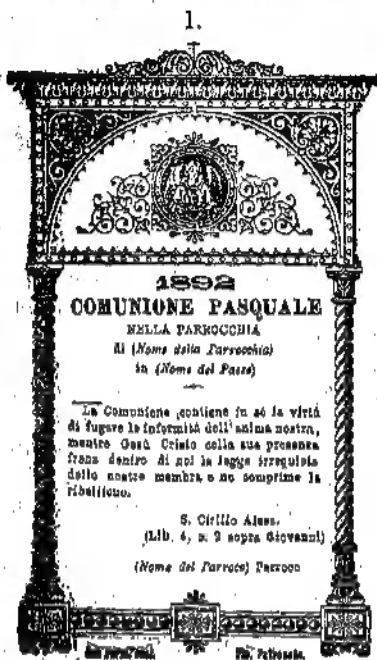 1.
1892
COMUNIONE PASQUALE
NELLA PARROCCHIA
di (Nome della Parrocchia)
in (Nome del Paese)
La Comunione contiene in sé la virtù
di fugare le infermità dell'anima nostra,
mentre Gesù Cristo colla sua presenza
frena dentro di noi la legge irrequieta
delle nostre membra e ne comprime la
ribellione.
S. Cirillo Aless.
(Lib. 4, n. 2 sopra Giovanni)
(Nome del Parroco) Parroco